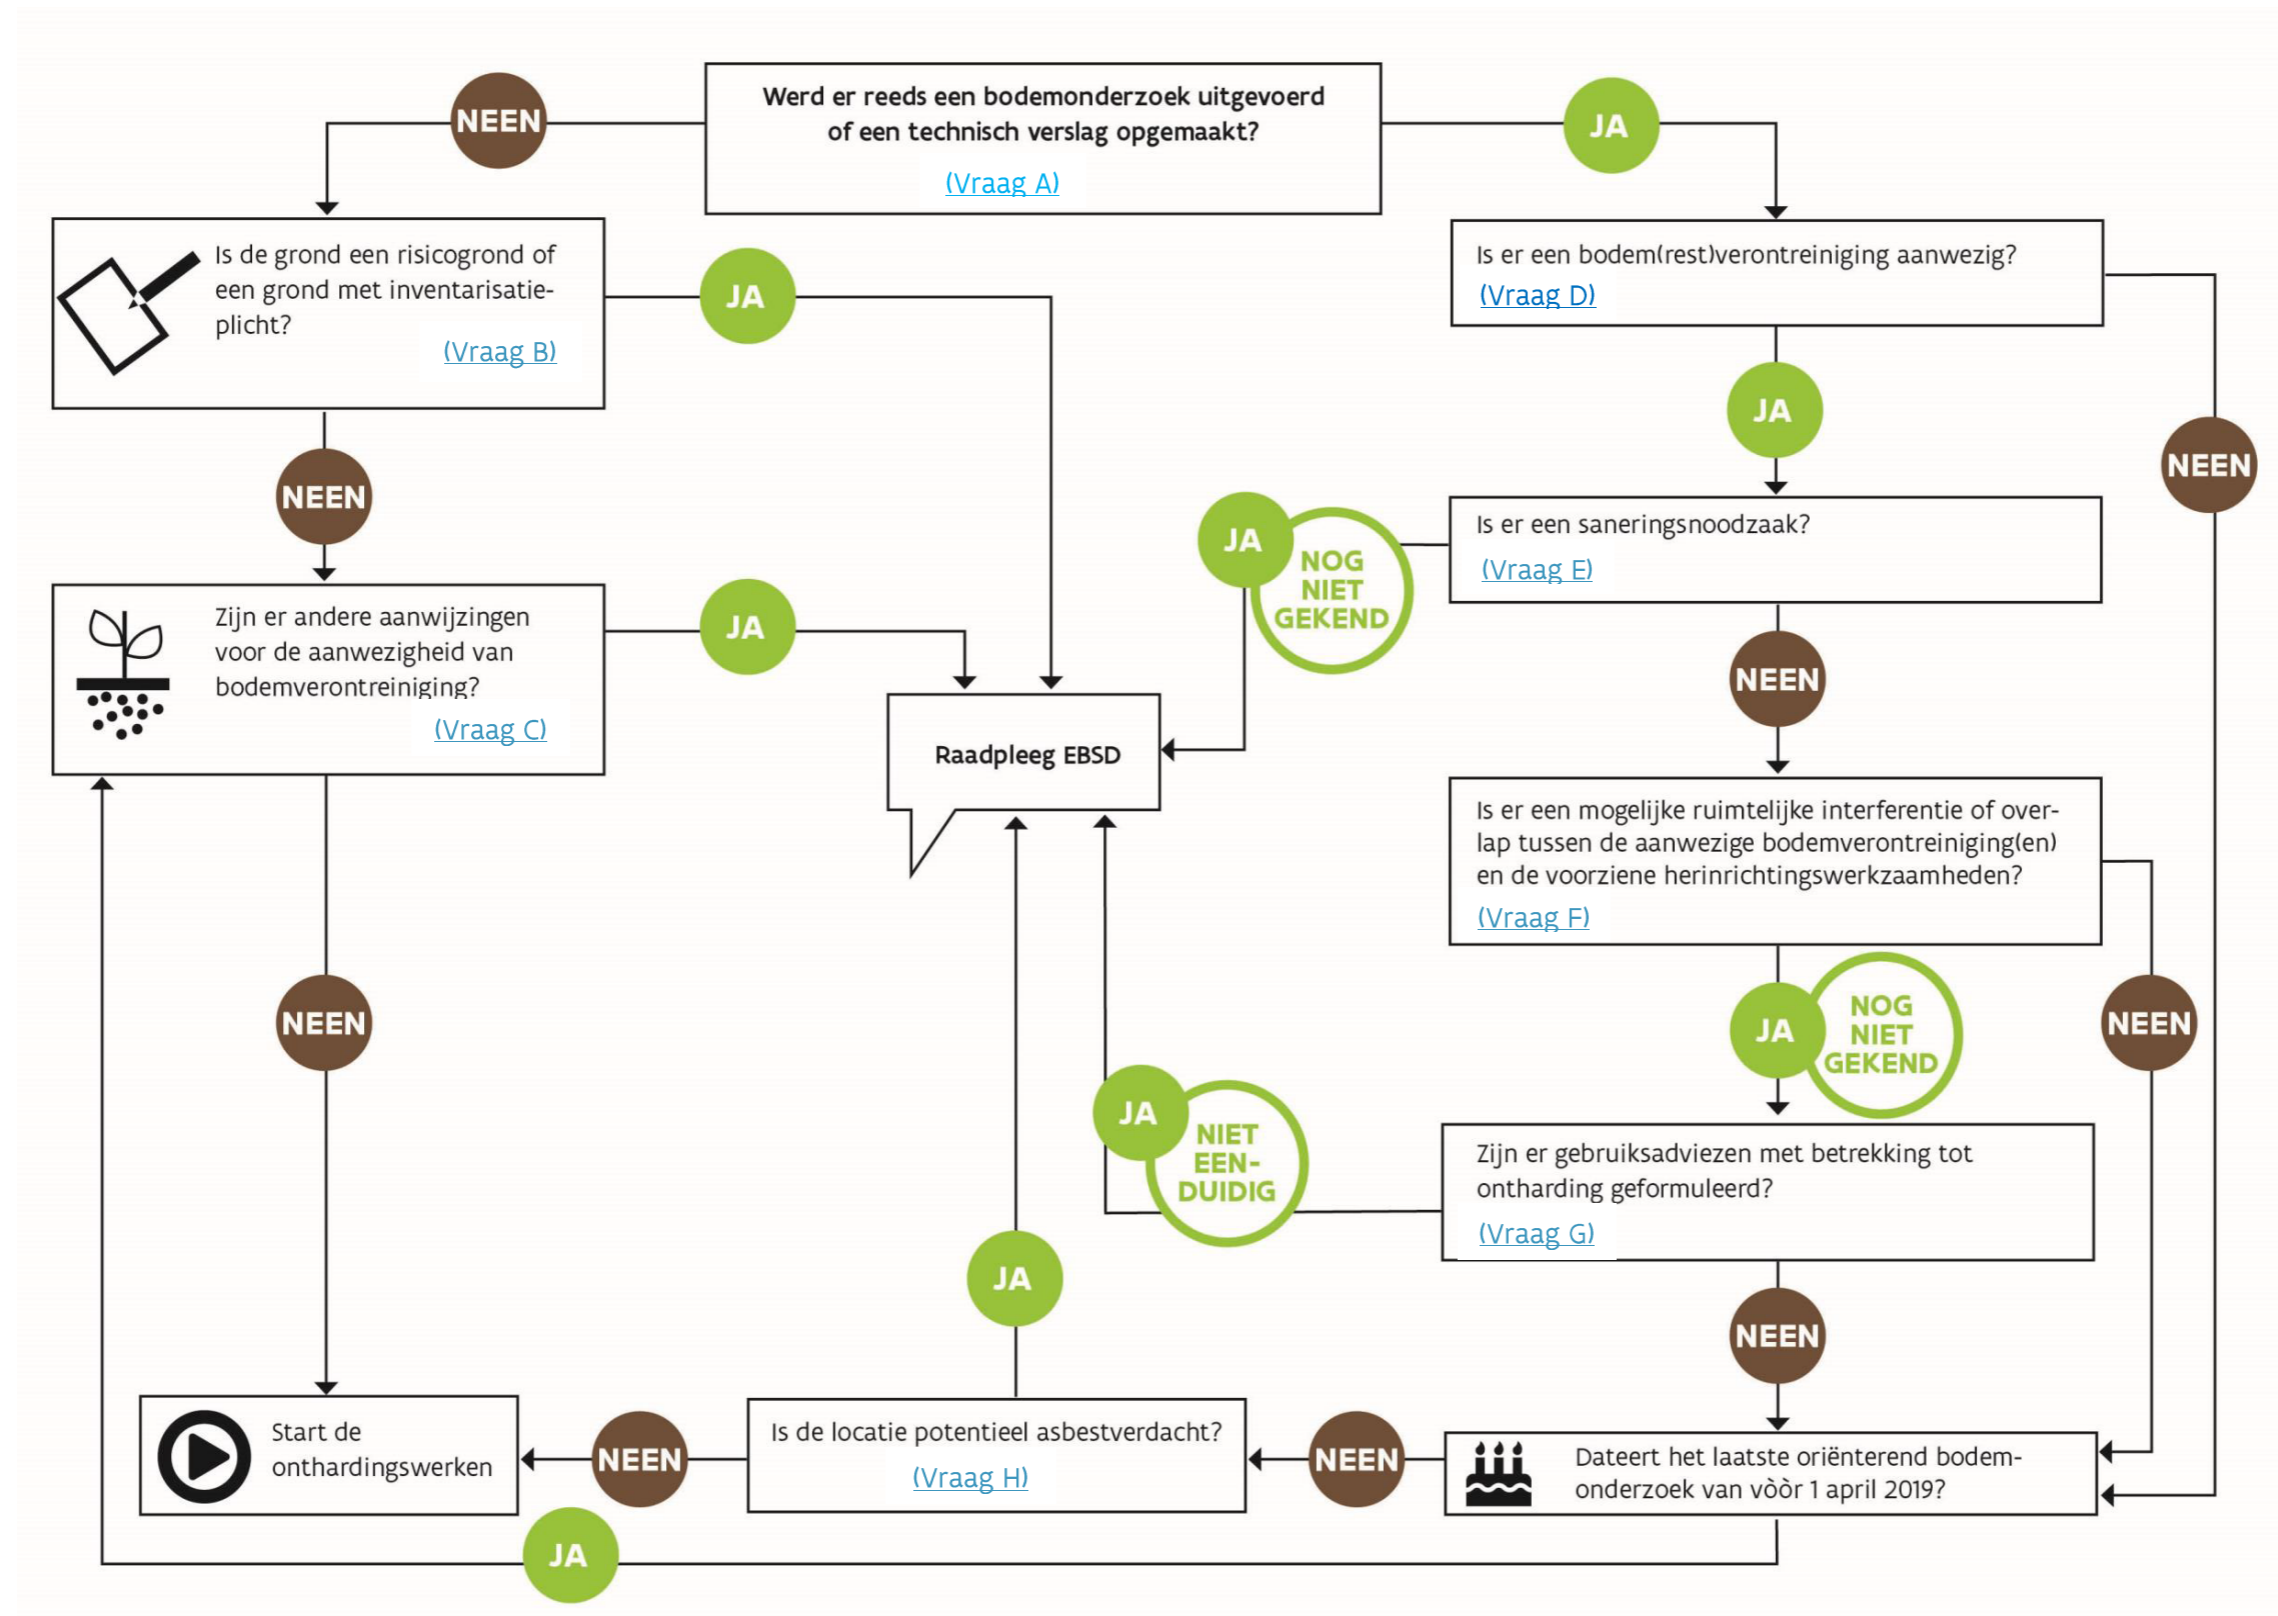 Werd er reeds een bodemonderzoek uitgevoerd
of een technisch verslag opgemaakt?
(Vraag A)
NEEN
JA
Is de grond een risicogrond of
een grond met inventarisatie-
plicht?
(Vraag B)
JA
Is er een bodem(rest)verontreiniging aanwezig?
(Vraag D)
JA
NEEN
NEEN
Is er een saneringsnoodzaak?
(Vraag E)
JA
NOG
NIET
GEKEND
Zijn er andere aanwijzingen
voor de aanwezigheid van
bodemverontreiniging?
(Vraag C)
JA
NEEN
Raadpleeg EBSD
Is er een mogelijke ruimtelijke interferentie of over-
lap tussen de aanwezige bodemverontreiniging(en)
en de voorziene herinrichtingswerkzaamheden?
(Vraag F)
NEEN
JA
NOG
NIET
GEKEND
NEEN
JA
NIET
EEN-
DUIDIG
Zijn er gebruiksadviezen met betrekking tot
ontharding geformuleerd?
(Vraag G)
JA
NEEN
Start de
onthardingswerken
NEEN
Is de locatie potentieel asbestverdacht?
(Vraag H)
NEEN
Dateert het laatste oriënterend bodem-
onderzoek van vòòr 1 april 2019?
JA